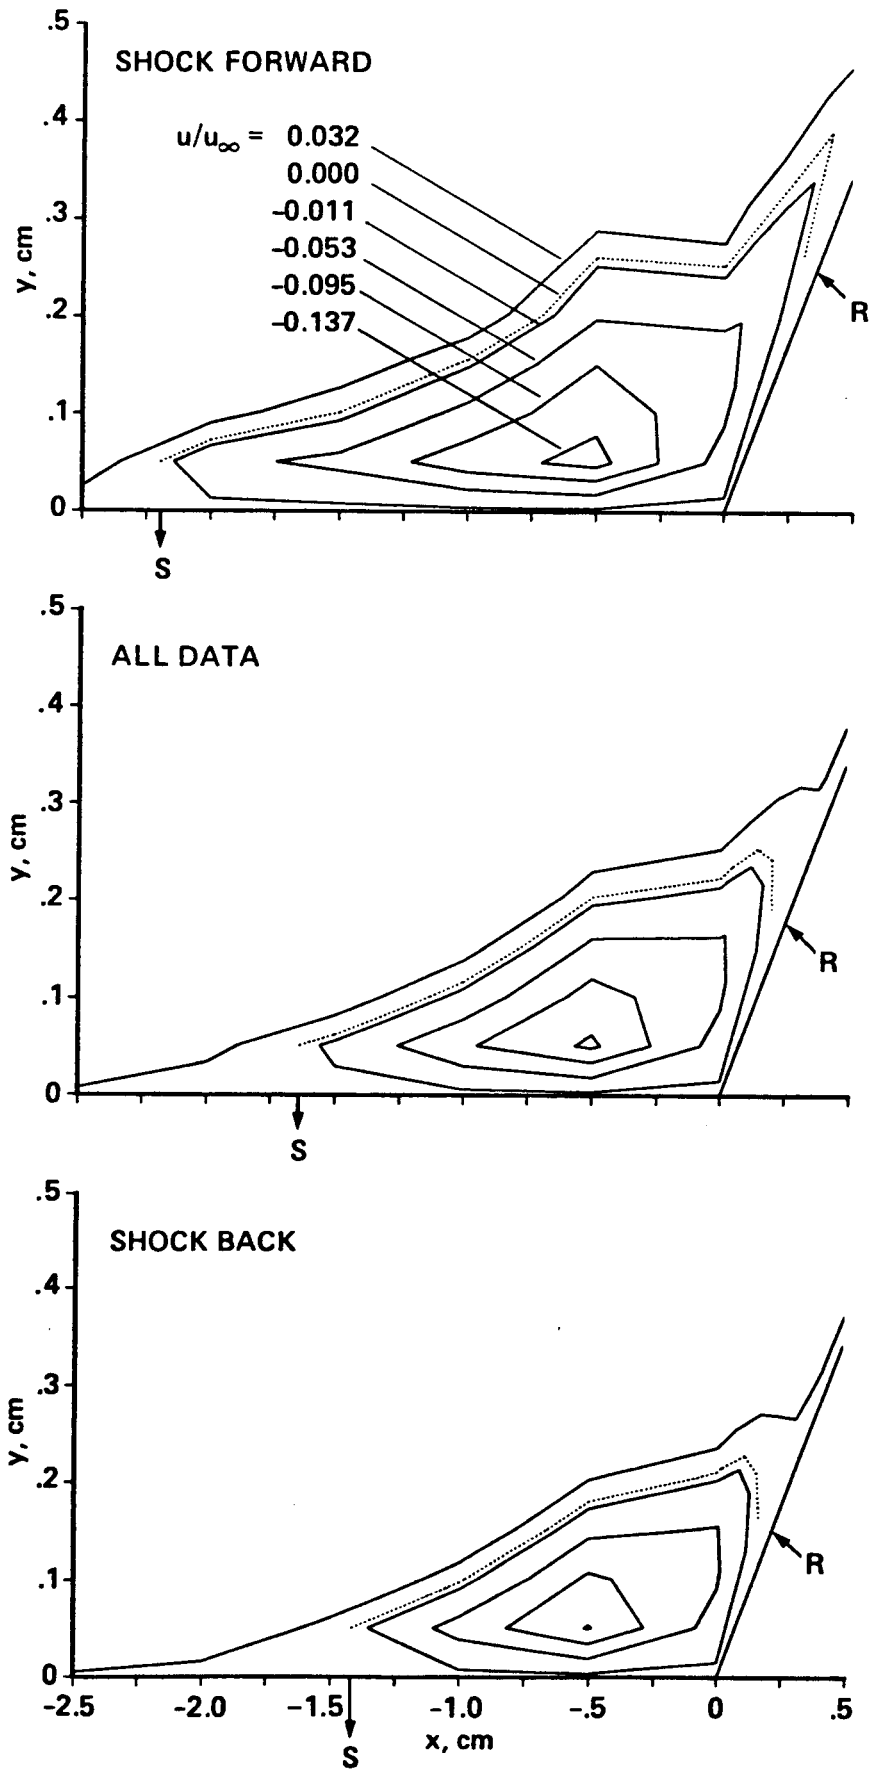 .5
SHOCK FORWARD
.4
u/u∞ = 0.032
0.000
-0.011
-0.053
-0.095
-0.137
.3
y, cm
.2
R
.1
0
S
.5
ALL DATA
.4
.3
y, cm
.2
R
.1
0
S
.5
SHOCK BACK
.4
.3
y, cm
.2
R
.1
0
-2.5 -2.0 -1.5 -1.0 -.5 0 .5
x, cm
S